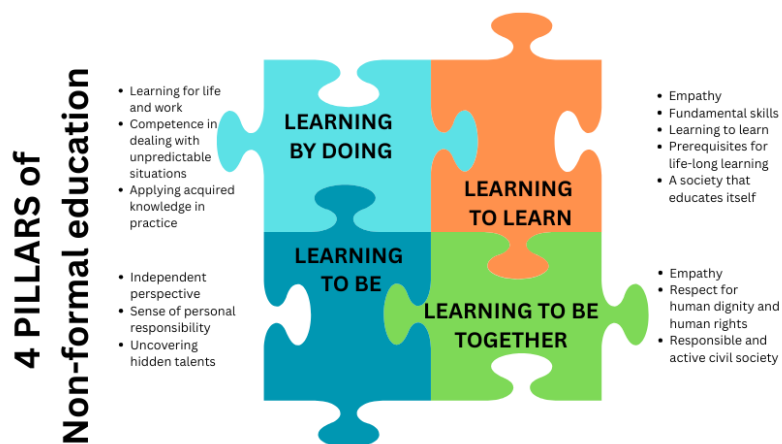 4 PILLARS of
Non-formal education
• Learning for life
and work
• Competence in
dealing with
unpredictable
situations
• Applying acquired
knowledge in
practice
LEARNING
BY DOING
LEARNING
TO LEARN
• Empathy
• Fundamental skills
• Learning to learn
• Prerequisites for
life-long learning
• A society that
educates itself
• Independent
perspective
• Sense of personal
responsibility
• Uncovering
hidden talents
LEARNING
TO BE
LEARNING TO BE
TOGETHER
• Empathy
• Respect for
human dignity and
human rights
• Responsible and
active civil society